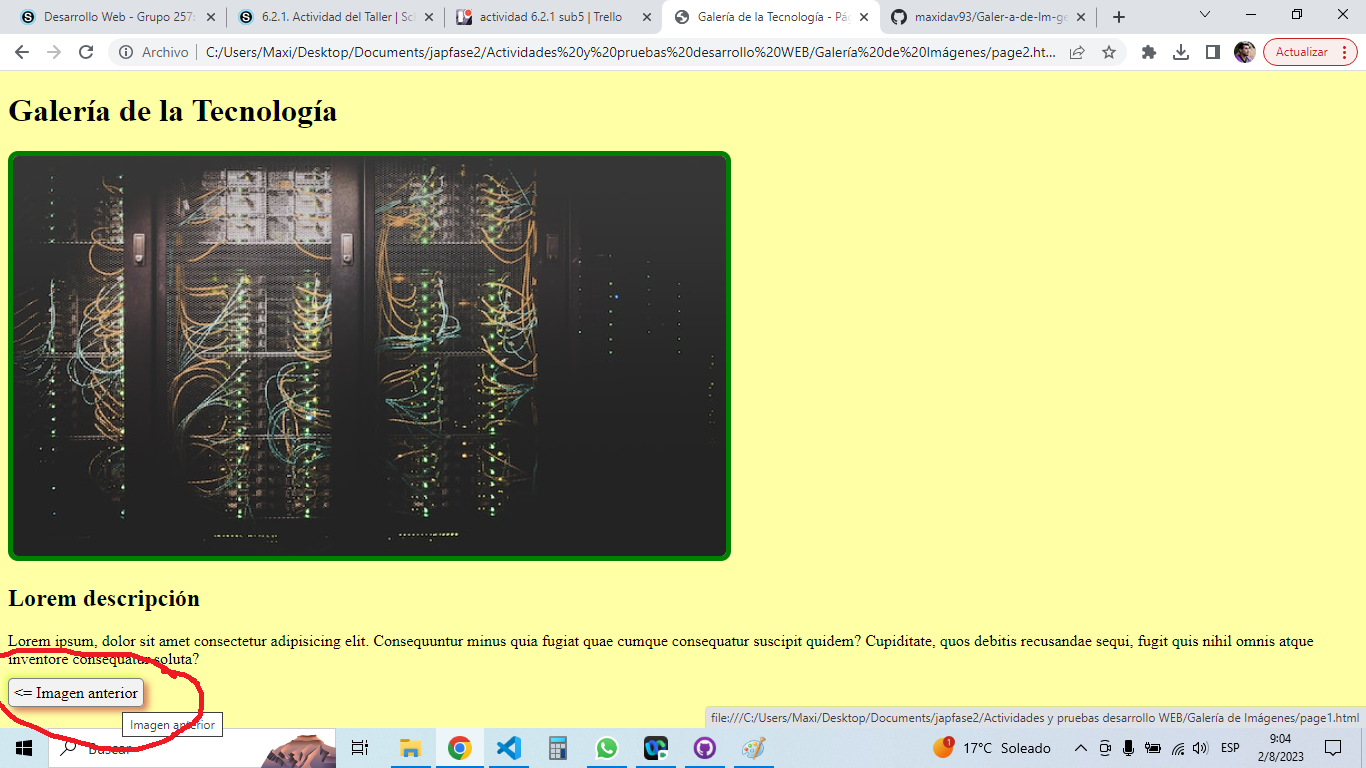 Desarrollo Web - Grupo 257:
6.2.1. Actividad del Taller | Scl
actividad 6.2.1 sub5 | Trello
Galería de la Tecnología - Pág
maxidav93/Galer-a-de-Im-ge
Archivo
C:/Users/Maxi/Desktop/Documents/japfase2/Actividades%20y%20pruebas%20desarrollo%20WEB/Galería%20de%20Imágenes/page2.ht...
Actualizar
Galería de la Tecnología
Lorem descripción
Lorem ipsum, dolor sit amet consectetur adipisicing elit. Consequuntur minus quia fugiat quae cumque consequatur suscipit quidem? Cupiditate, quos debitis recusandae sequi, fugit quis nihil omnis atque
inventore consequatur soluta?
<= Imagen anterior
Imagen anterior
file:///C:/Users/Maxi/Desktop/Documents/japfase2/Actividades y pruebas desarrollo WEB/Galería de Imágenes/page1.html
Buscar
1
17°C Soleado
ESP
9:04
2/8/2023